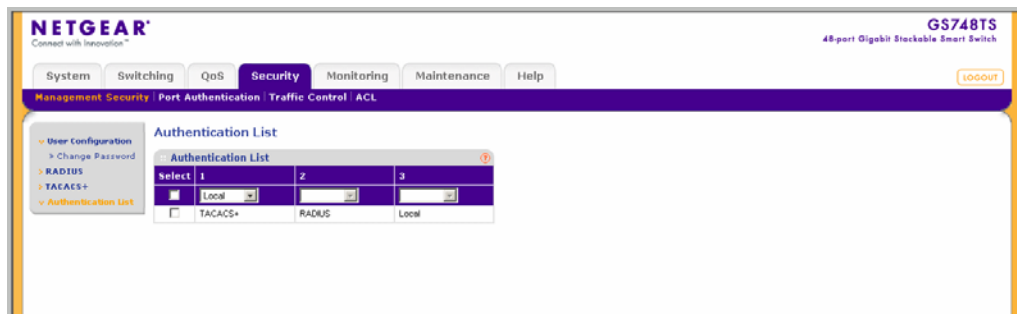 NETGEAR®
Connect with Innovation™
GS748TS
48-port Gigabit Stackable Smart Switch
System Switching QoS Security Monitoring Maintenance Help
LOGOUT
Management Security | Port Authentication | Traffic Control | ACL
User Configuration
Change Password
RADIUS
TACACS+
Authentication List
Authentication List
Authentication List
Select 1 2 3
Local
TACACS+ RADIUS Local